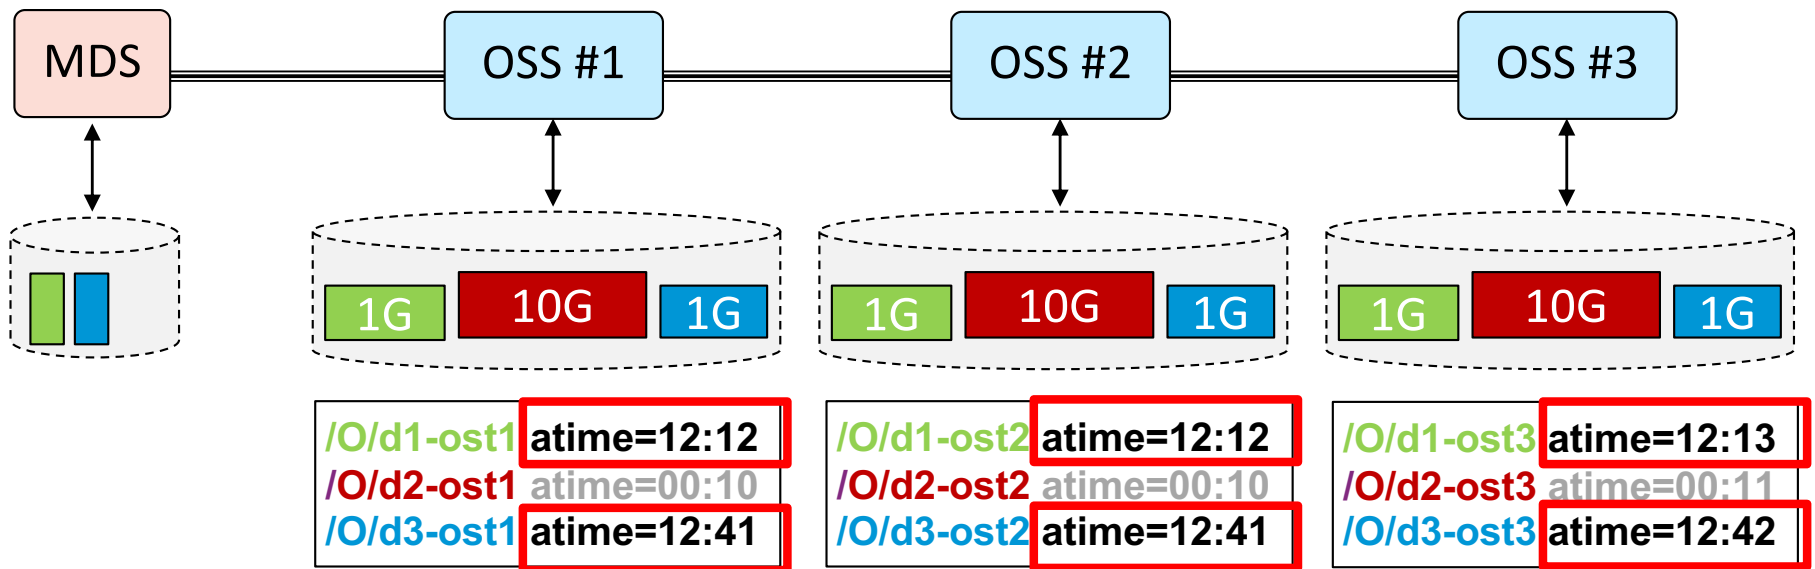 MDS
OSS #1
OSS #2
OSS #3
1G 10G 1G
1G 10G 1G
1G 10G 1G
/O/d1-ost1 atime=12:12
/O/d2-ost1 atime=00:10
/O/d3-ost1 atime=12:41
/O/d1-ost2 atime=12:12
/O/d2-ost2 atime=00:10
/O/d3-ost2 atime=12:41
/O/d1-ost3 atime=12:13
/O/d2-ost3 atime=00:11
/O/d3-ost3 atime=12:42